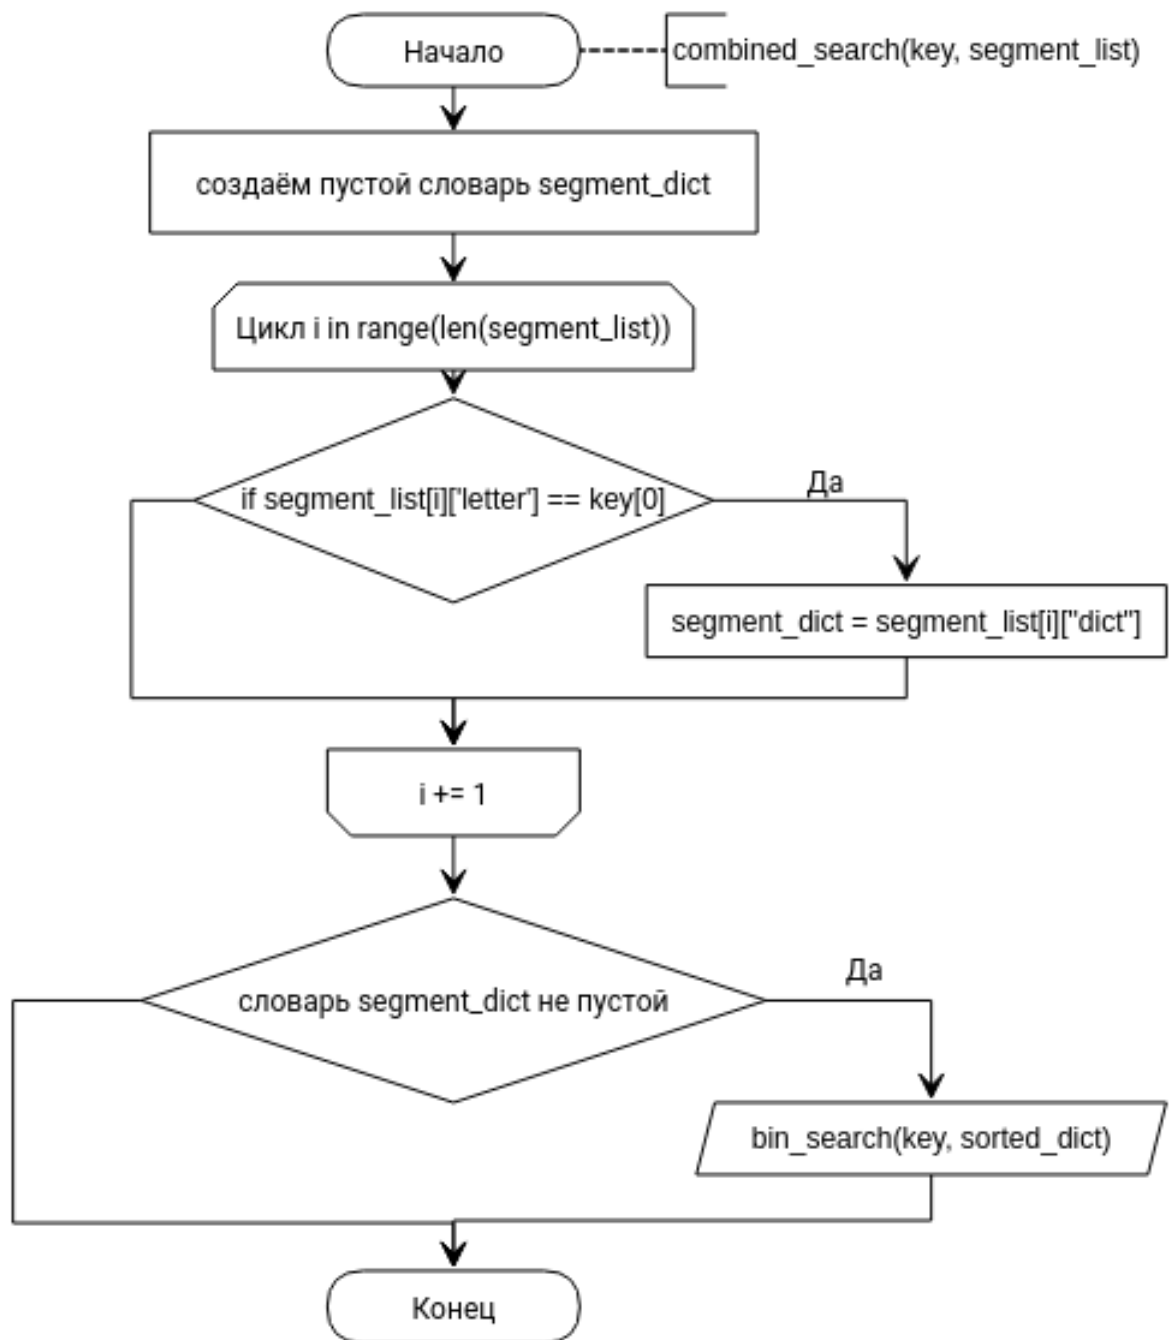 Начало
combined_search(key, segment_list)
создаём пустой словарь segment_dict
Цикл i in range(len(segment_list))
if segment_list[i]['letter'] == key[0]
Да
segment_dict = segment_list[i]["dict"]
i += 1
словарь segment_dict не пустой
Да
bin_search(key, sorted_dict)
Конец